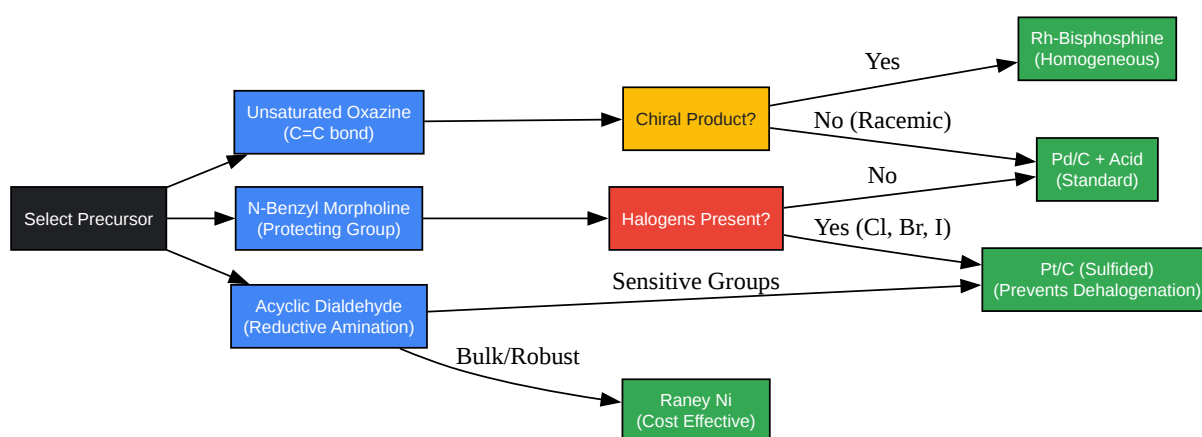 Select Precursor
Unsaturated Oxazine
(C=C bond)
N-Benzyl Morpholine
(Protecting Group)
Acyclic Dialdehyde
(Reductive Amination)
Chiral Product?
Halogens Present?
Yes
No (Racemic)
No
Yes (Cl, Br, I)
Sensitive Groups
Bulk/Robust
Rh-Bisphosphine
(Homogeneous)
Pd/C + Acid
(Standard)
Pt/C (Sulfided)
(Prevents Dehalogenation)
Raney Ni
(Cost Effective)